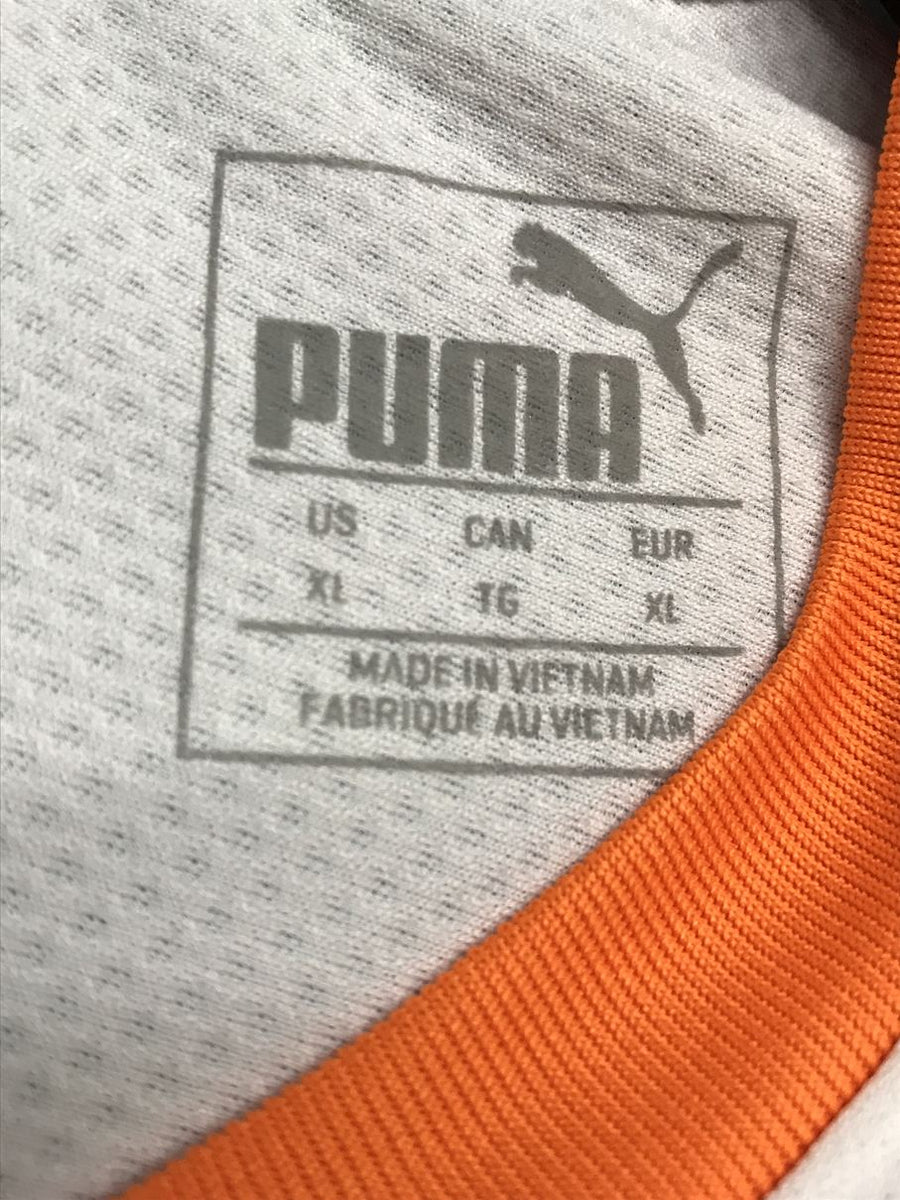 PUMA
US CAN EUR
XL TG XL
MADE IN VIETNAM
FABRIQUÉ AU VIETNAM